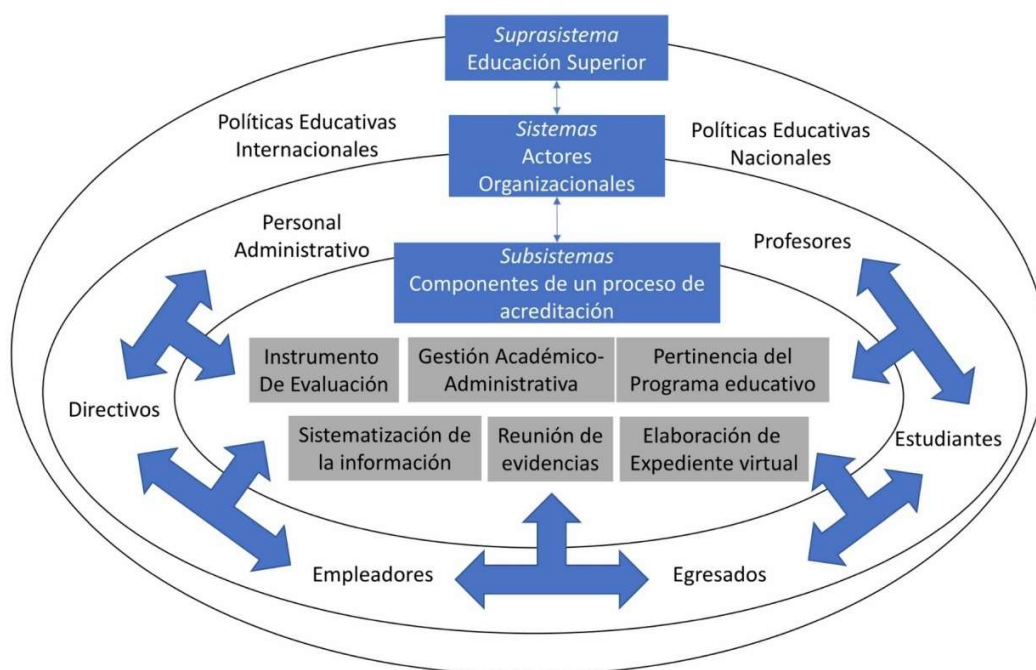 Suprasistema
Educación Superior
Políticas Educativas
Internacionales
Sistemas
Actores
Organizacionales
Políticas Educativas
Nacionales
Personal
Administrativo
Subsistemas
Componentes de un proceso de
acreditación
Profesores
Instrumento
De Evaluación
Gestión Académico-
Administrativa
Pertinencia del
Programa educativo
Directivos
Sistematización de
la información
Reunión de
evidencias
Elaboración de
Expediente virtual
Estudiantes
Empleadores
Egresados